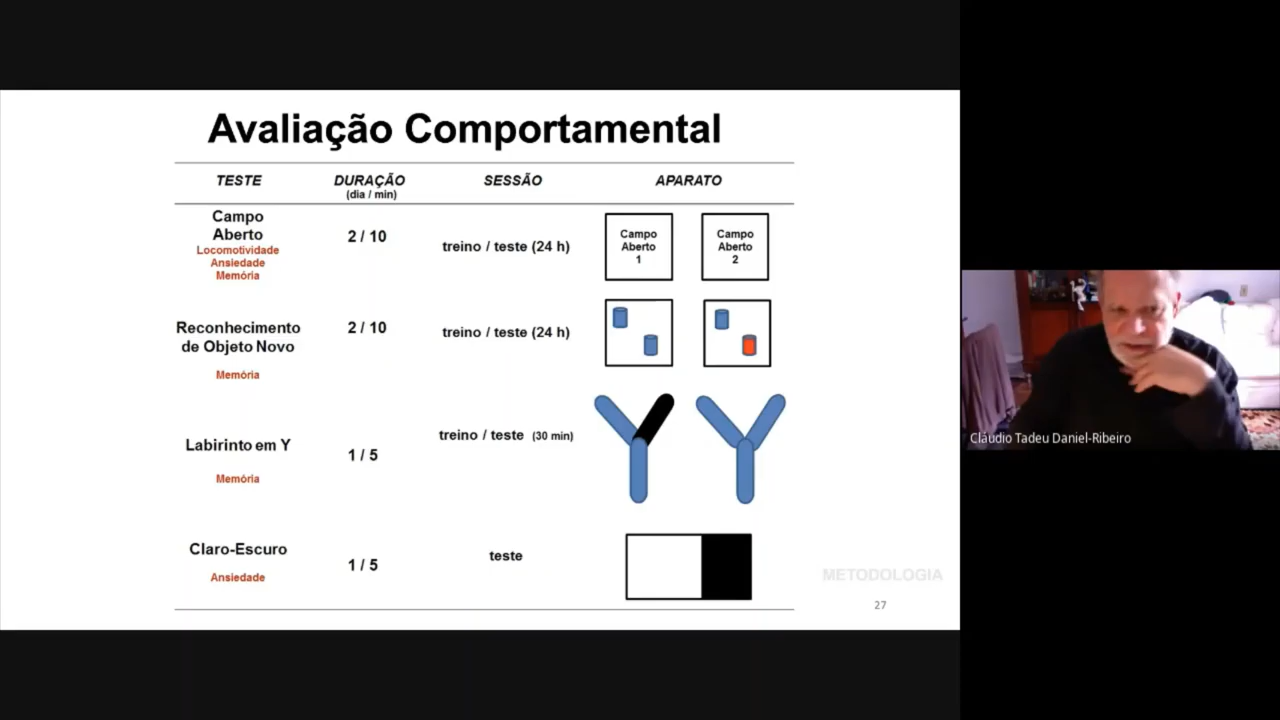 Avaliação Comportamental
TESTE DURAÇÃO SESSÃO APARATO
(dia / min)
Campo
Aberto
Locomotividade
Ansiedade
Memória
2 / 10
treino / teste (24 h)
Campo
Aberto
1
Campo
Aberto
2
Reconhecimento
de Objeto Novo
Memória
2 / 10
treino / teste (24 h)
Labirinto em Y
Memória
1 / 5
treino / teste (30 min)
Claro-Escuro
Ansiedade
1 / 5
teste
METODOLOGIA
27
Cláudio Tadeu Daniel-Ribeiro